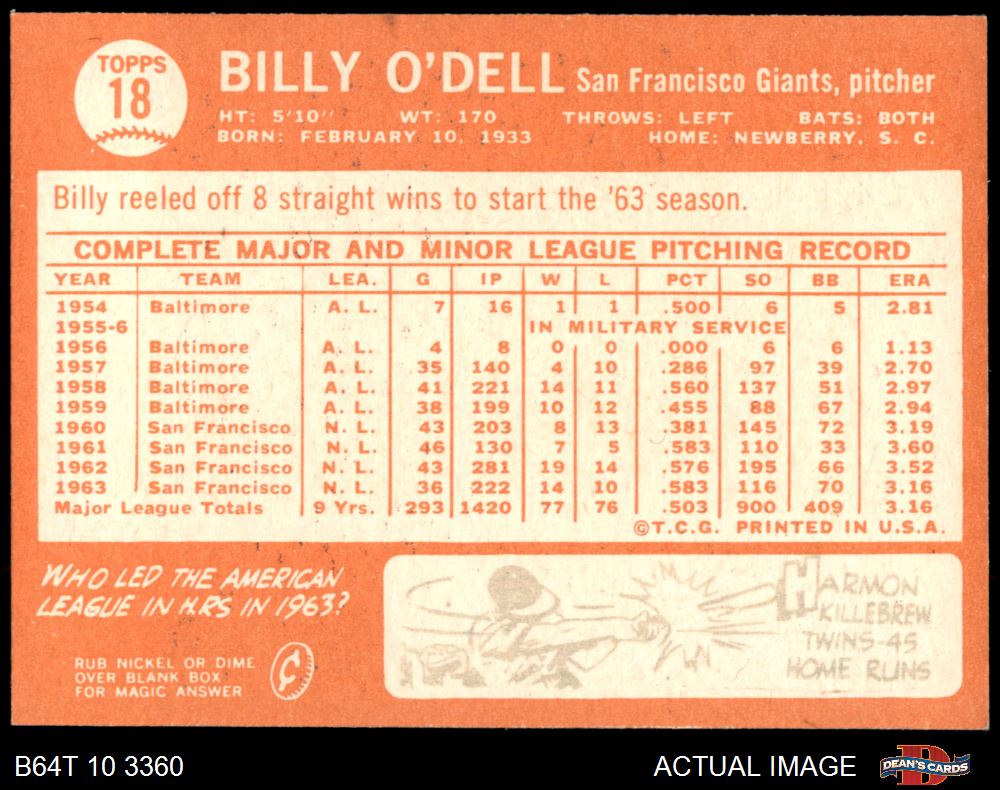 TOPPS
18
BILLY O'DELL San Francisco Giants, pitcher
HT: 5'10'' WT: 170 THROWS: LEFT BATS: BOTH
BORN: FEBRUARY 10, 1933 HOME: NEWBERRY, S. C.
Billy reeled off 8 straight wins to start the '63 season.
COMPLETE MAJOR AND MINOR LEAGUE PITCHING RECORD
YEAR TEAM LEA. G IP W L PCT SO BB ERA
1954 Baltimore A. L. 7 16 1 1 .500 6 5 2.81
1955-6 IN MILITARY SERVICE
1956 Baltimore A. L. 4 8 0 0 .000 6 6 1.13
1957 Baltimore A. L. 35 140 4 10 .286 97 39 2.70
1958 Baltimore A. L. 41 221 14 11 .560 137 51 2.97
1959 Baltimore A. L. 38 199 10 12 .455 88 67 2.94
1960 San Francisco N. L. 43 203 8 13 .381 145 72 3.19
1961 San Francisco N. L. 46 130 7 5 .583 110 33 3.60
1962 San Francisco N. L. 43 281 19 14 .576 195 66 3.52
1963 San Francisco N. L. 36 222 14 10 .583 116 70 3.16
Major League Totals 9 Yrs. 293 1420 77 76 .503 900 409 3.16
©T.C.G. PRINTED IN U.S.A.
WHO LED THE AMERICAN
LEAGUE IN H.R.S IN 1963?
RUB NICKEL OR DIME
OVER BLANK BOX
FOR MAGIC ANSWER
¢
HARMON
KILLEBREW
TWINS-45
HOME RUNS
B64T 10 3360 ACTUAL IMAGE DEAN'S CARDS